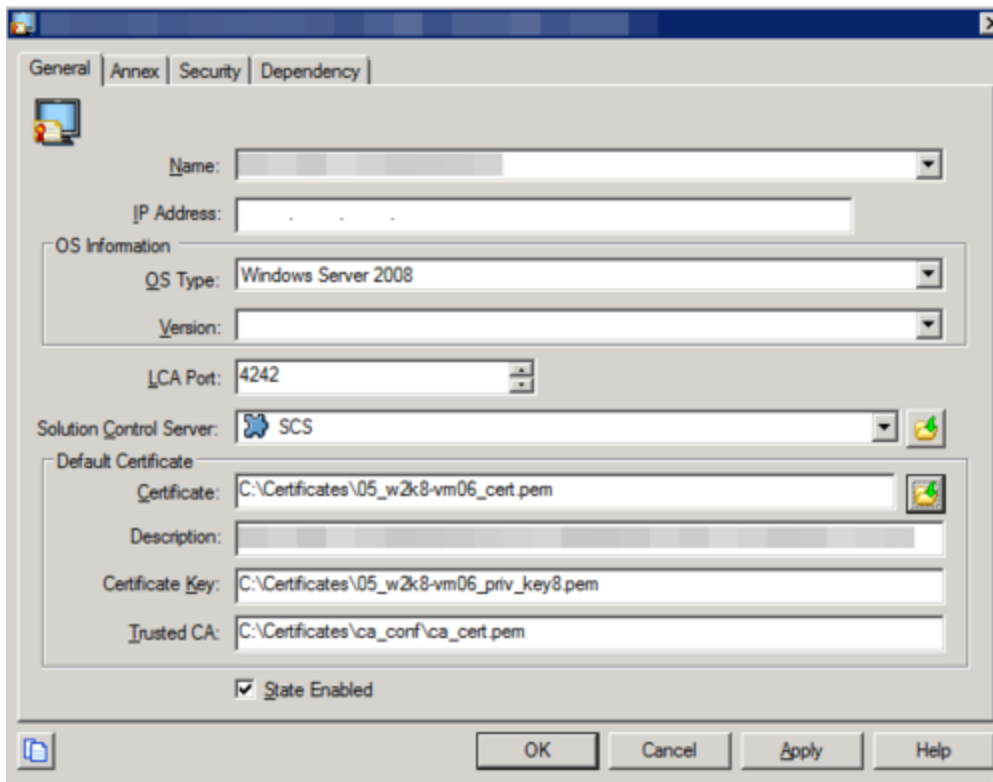 General Annex Security Dependency
Name:
IP Address: . . .
OS Information
OS Type: Windows Server 2008
Version:
LCA Port: 4242
Solution Control Server: SCS
Default Certificate
Certificate: C:\Certificates\05_w2k8-vm06_cert.pem
Description:
Certificate Key: C:\Certificates\05_w2k8-vm06_priv_key8.pem
Trusted CA: C:\Certificates\ca_conf\ca_cert.pem
State Enabled
OK Cancel Apply Help